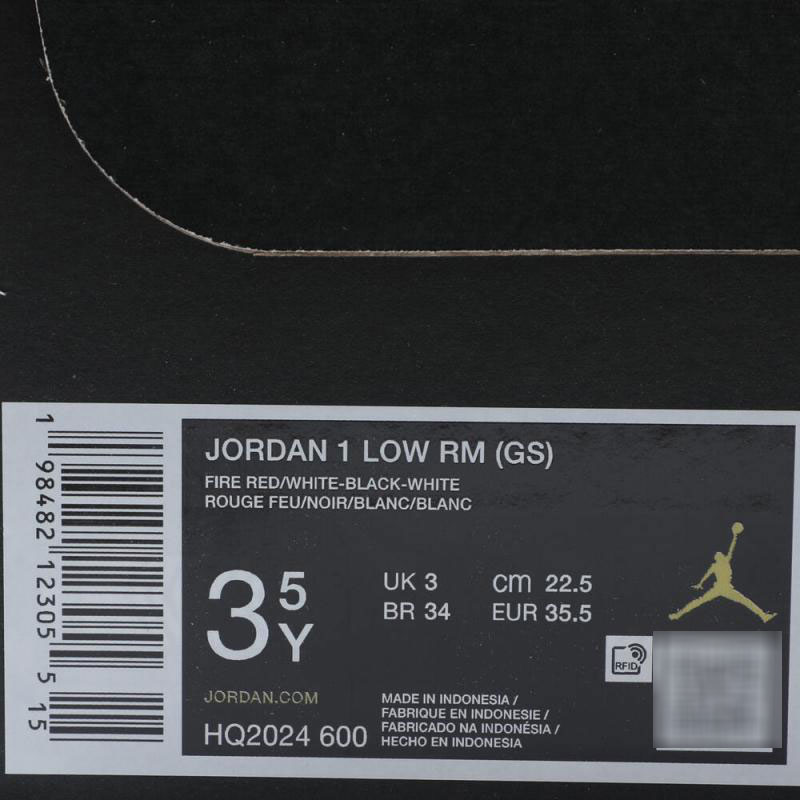 JORDAN 1 LOW RM (GS)
FIRE RED/WHITE-BLACK-WHITE
ROUGE FEU/NOIR/BLANC/BLANC
3 5 Y
UK 3 cm 22.5
BR 34 EUR 35.5
RFID
JORDAN.COM
HQ2024 600
MADE IN INDONESIA /
FABRIQUE EN INDONESIE /
FABRICADO NA INDONÉSIA /
HECHO EN INDONESIA
1 98482 12305 5 15